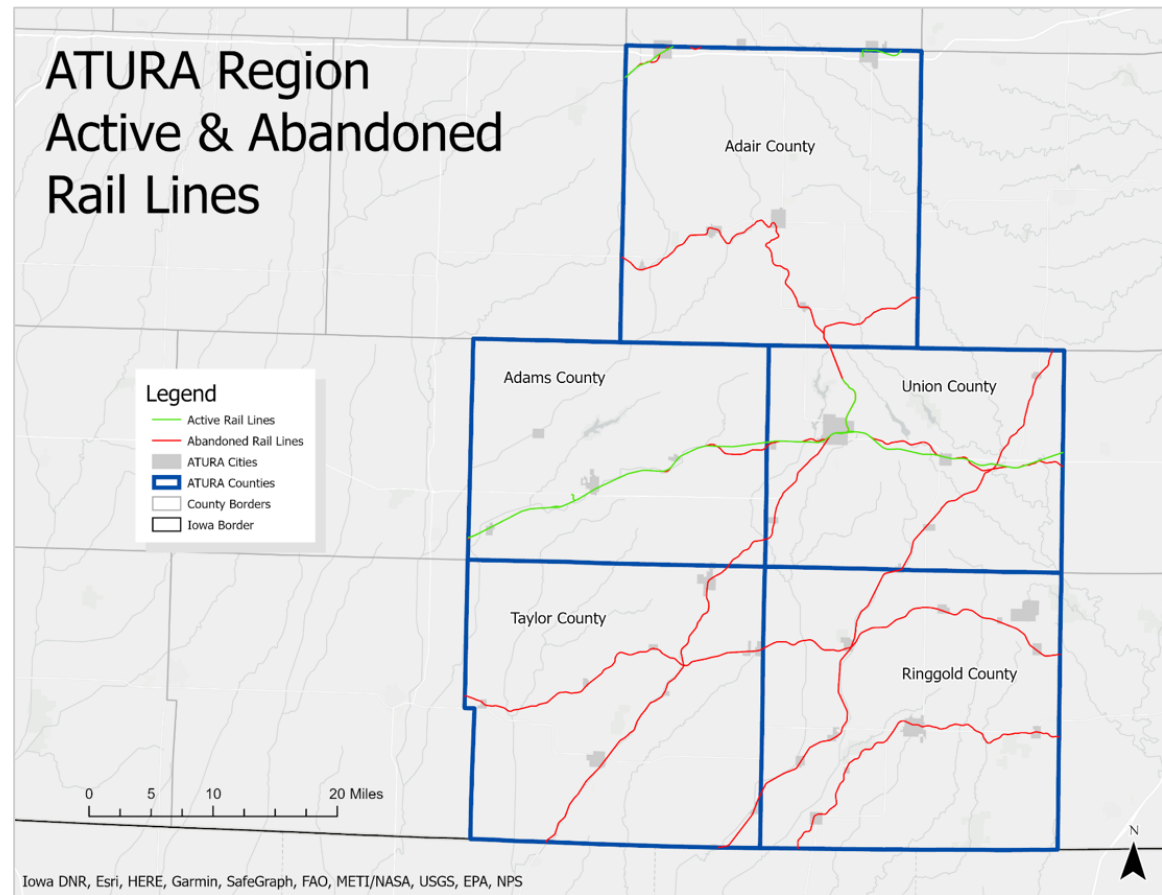 ATURA Region
Active & Abandoned
Rail Lines
Adair County
Adams County
Union County
Legend
Active Rail Lines
Abandoned Rail Lines
ATURA Cities
ATURA Counties
County Borders
Iowa Border
Taylor County
Ringgold County
0 5 10 20 Miles
N
Iowa DNR, Esri, HERE, Garmin, SafeGraph, FAO, METI/NASA, USGS, EPA, NPS